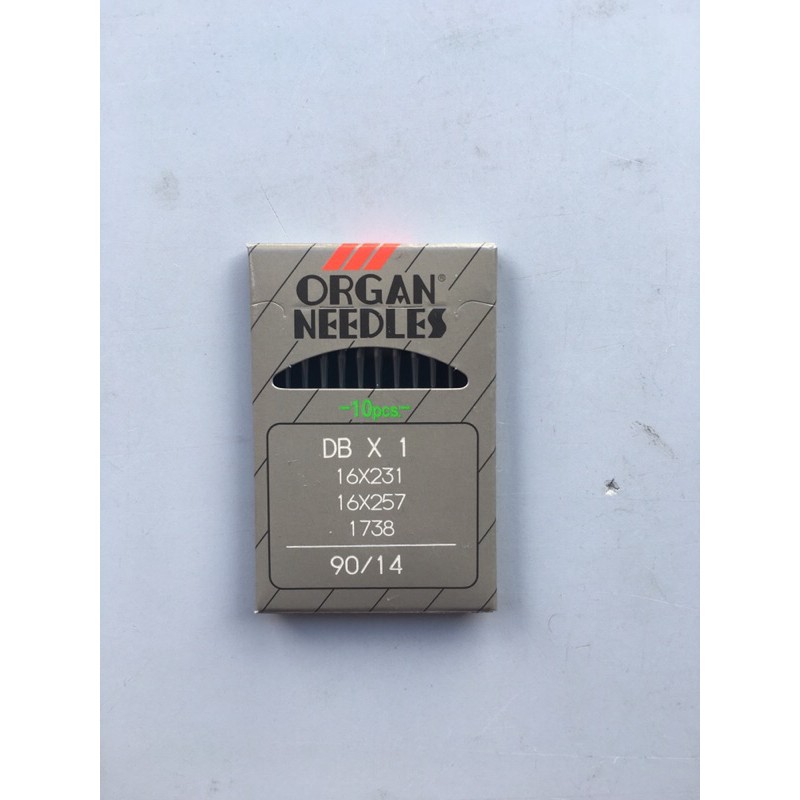 ORGAN®
NEEDLES
-10pcs.-
DB X 1
16X231
16X257
1738
90/14